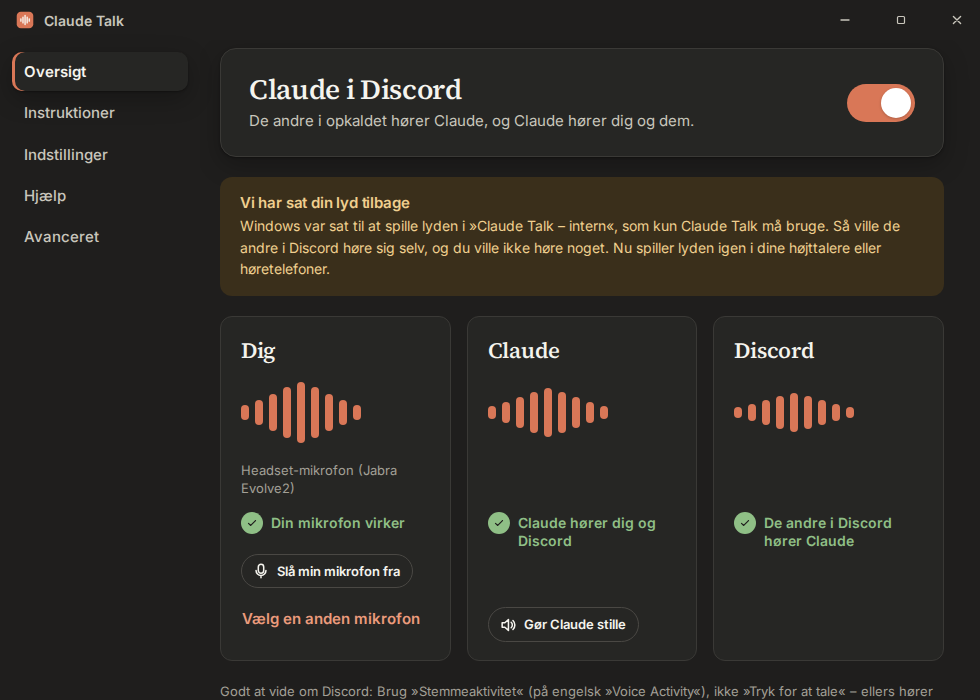 Claude Talk
Oversigt
Instruktioner
Indstillinger
Hjælp
Avanceret
Claude i Discord
De andre i opkaldet hører Claude, og Claude hører dig og dem.
Vi har sat din lyd tilbage
Windows var sat til at spille lyden i »Claude Talk – intern«, som kun Claude Talk må bruge. Så ville de
andre i Discord høre sig selv, og du ville ikke høre noget. Nu spiller lyden igen i dine højttalere eller
høretelefoner.
Dig
Headset-mikrofon (Jabra
Evolve2)
Din mikrofon virker
Slå min mikrofon fra
Vælg en anden mikrofon
Claude
Claude hører dig og
Discord
Gør Claude stille
Discord
De andre i Discord
hører Claude
Godt at vide om Discord: Brug »Stemmeaktivitet« (på engelsk »Voice Activity«), ikke »Tryk for at tale« – ellers hører